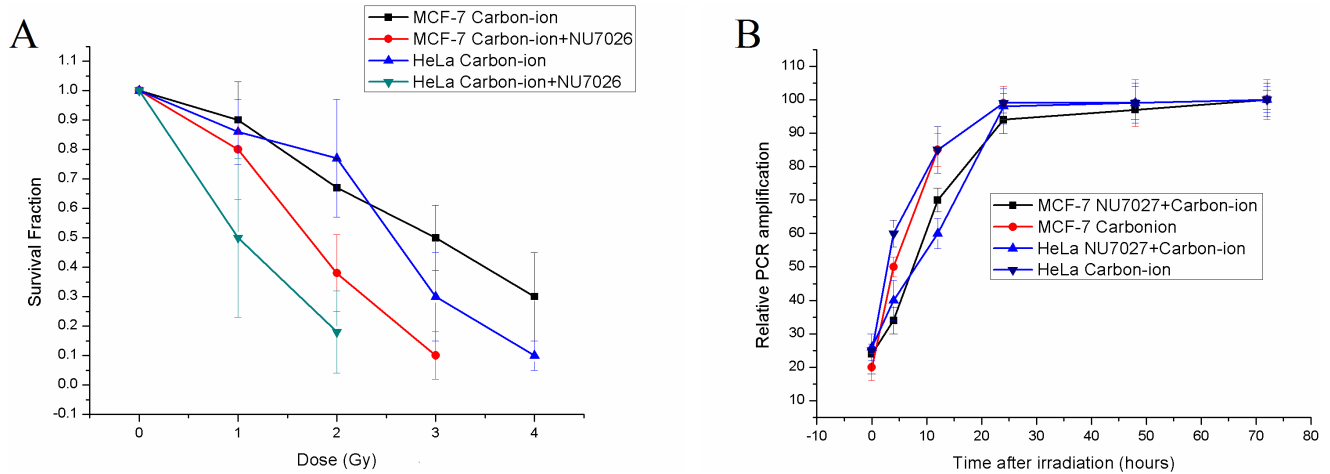 A
MCF-7 Carbon-ion
MCF-7 Carbon-ion+NU7026
HeLa Carbon-ion
HeLa Carbon-ion+NU7026
1.1
1.0
0.9
0.8
0.7
0.6
0.5
0.4
0.3
0.2
0.1
0.0
-0.1
Survival Fraction
0 1 2 3 4
Dose (Gy)
B
110
100
90
80
70
60
50
40
30
20
10
Relative PCR amplification
MCF-7 NU7027+Carbon-ion
MCF-7 Carbonion
HeLa NU7027+Carbon-ion
HeLa Carbon-ion
-10 0 10 20 30 40 50 60 70 80
Time after irradiation (hours)